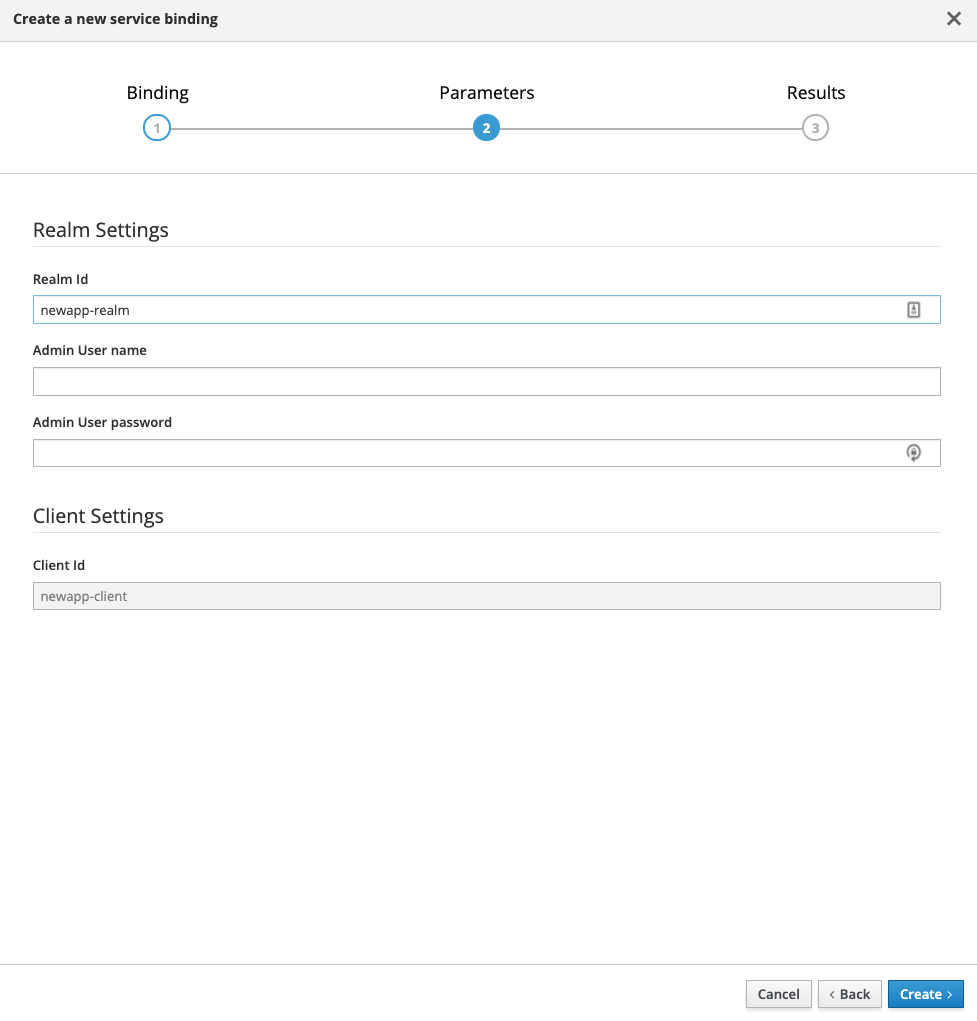 Create a new service binding
Binding Parameters Results
1 2 3
Realm Settings
Realm Id
newapp-realm
Admin User name
Admin User password
Client Settings
Client Id
newapp-client
Cancel ‹ Back Create ›